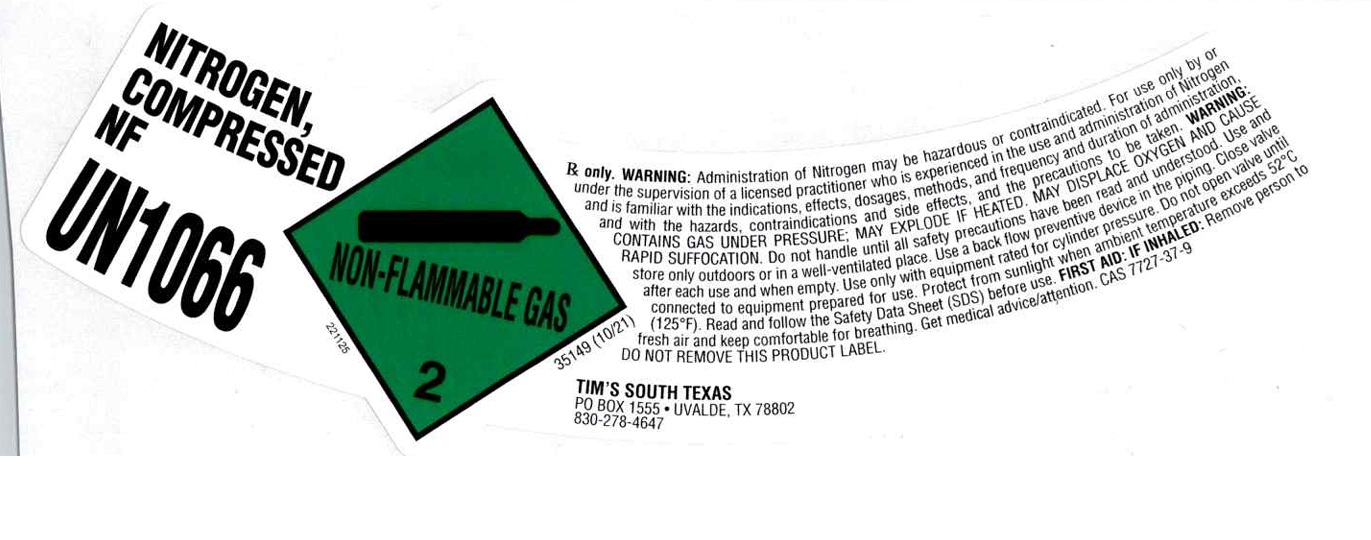 NITROGEN,
COMPRESSED
NF
UN1066
NON-FLAMMABLE GAS
2
221125
35149 (10/21)
℞ only. WARNING: Administration of Nitrogen may be hazardous or contraindicated. For use only by or
under the supervision of a licensed practitioner who is experienced in the use and administration of Nitrogen
and is familiar with the indications, effects, dosages, methods, and frequency and duration of administration,
and with the hazards, contraindications and side effects, and the precautions to be taken. WARNING:
CONTAINS GAS UNDER PRESSURE; MAY EXPLODE IF HEATED. MAY DISPLACE OXYGEN AND CAUSE
RAPID SUFFOCATION. Do not handle until all safety precautions have been read and understood. Use and
store only outdoors or in a well-ventilated place. Use a back flow preventive device in the piping. Close valve
after each use and when empty. Use only with equipment rated for cylinder pressure. Do not open valve until
connected to equipment prepared for use. Protect from sunlight when ambient temperature exceeds 52°C
(125°F). Read and follow the Safety Data Sheet (SDS) before use. FIRST AID: IF INHALED: Remove person to
fresh air and keep comfortable for breathing. Get medical advice/attention. CAS 7727-37-9
DO NOT REMOVE THIS PRODUCT LABEL.
TIM'S SOUTH TEXAS
PO BOX 1555 • UVALDE, TX 78802
830-278-4647